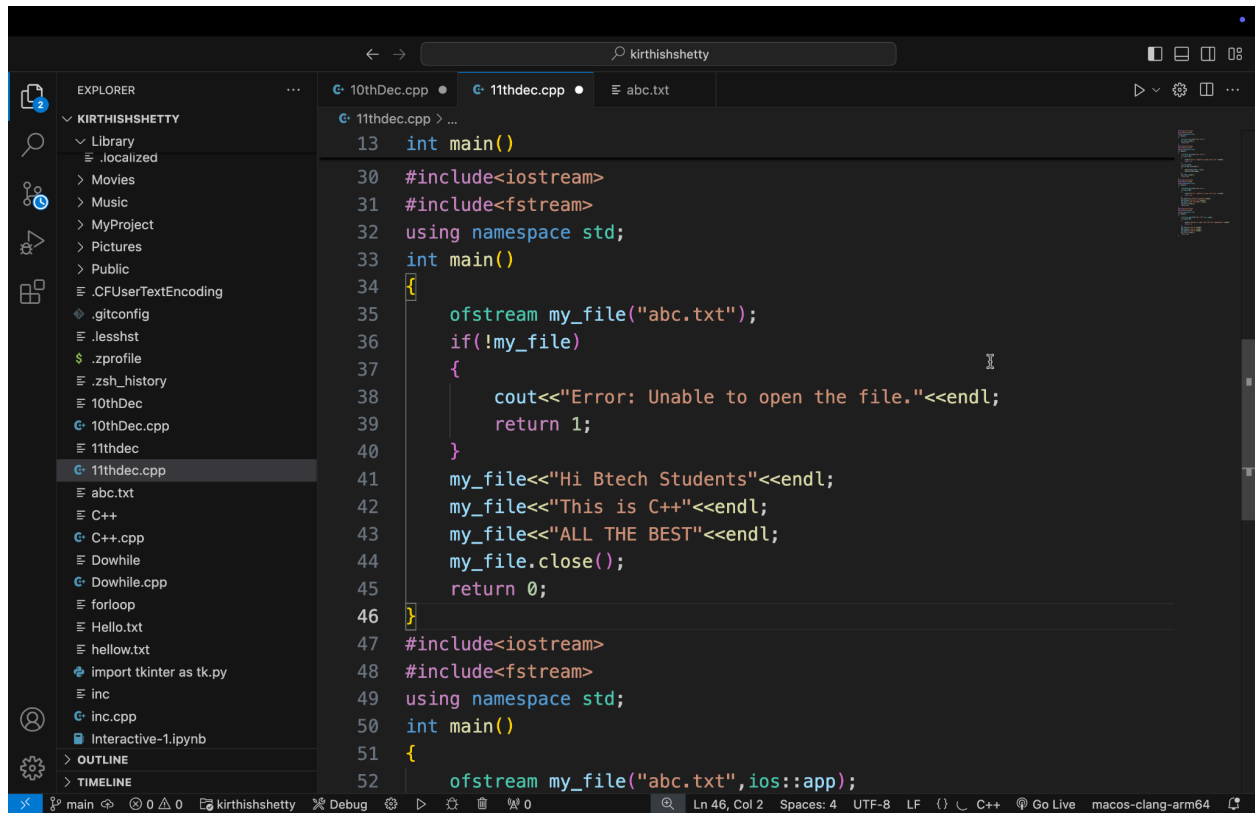 kirthishshetty
EXPLORER
10thDec.cpp
11thdec.cpp
abc.txt
KIRTHISHSHETTY
11thdec.cpp > ...
Library
.localized
Movies
Music
MyProject
Pictures
Public
.CFUserTextEncoding
.gitconfig
.lesshst
.zprofile
.zsh_history
10thDec
10thDec.cpp
11thdec
11thdec.cpp
abc.txt
C++
C++.cpp
Dowhile
Dowhile.cpp
forloop
Hello.txt
hellow.txt
import tkinter as tk.py
inc
inc.cpp
Interactive-1.ipynb
OUTLINE
TIMELINE
13 int main()
30 #include<iostream>
31 #include<fstream>
32 using namespace std;
33 int main()
34 {
35 ofstream my_file("abc.txt");
36 if(!my_file)
37 {
38 cout<<"Error: Unable to open the file."<<endl;
39 return 1;
40 }
41 my_file<<"Hi Btech Students"<<endl;
42 my_file<<"This is C++"<<endl;
43 my_file<<"ALL THE BEST"<<endl;
44 my_file.close();
45 return 0;
46 }
47 #include<iostream>
48 #include<fstream>
49 using namespace std;
50 int main()
51 {
52 ofstream my_file("abc.txt",ios::app);
2
main 0 0 kirthishshetty Debug 0 Ln 46, Col 2 Spaces: 4 UTF-8 LF {} C++ Go Live macos-clang-arm64